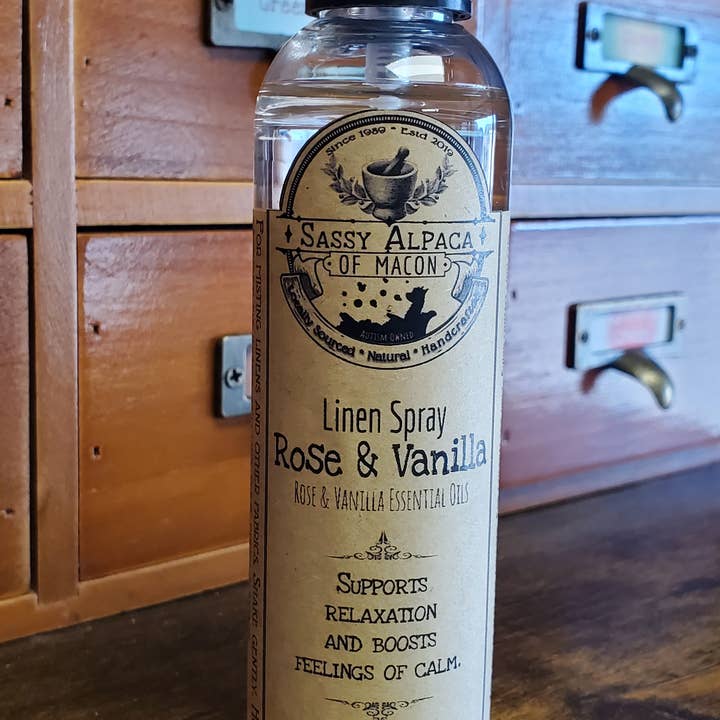 Since 1989 • Estd 2019
Sassy Alpaca
of Macon
Autism Owned
Locally Sourced * Natural * Handcrafted
Linen Spray
Rose & Vanilla
Rose & Vanilla Essential Oils
Supports
relaxation
and boosts
feelings of calm.
For misting linens and other fabrics. Shake gently. H